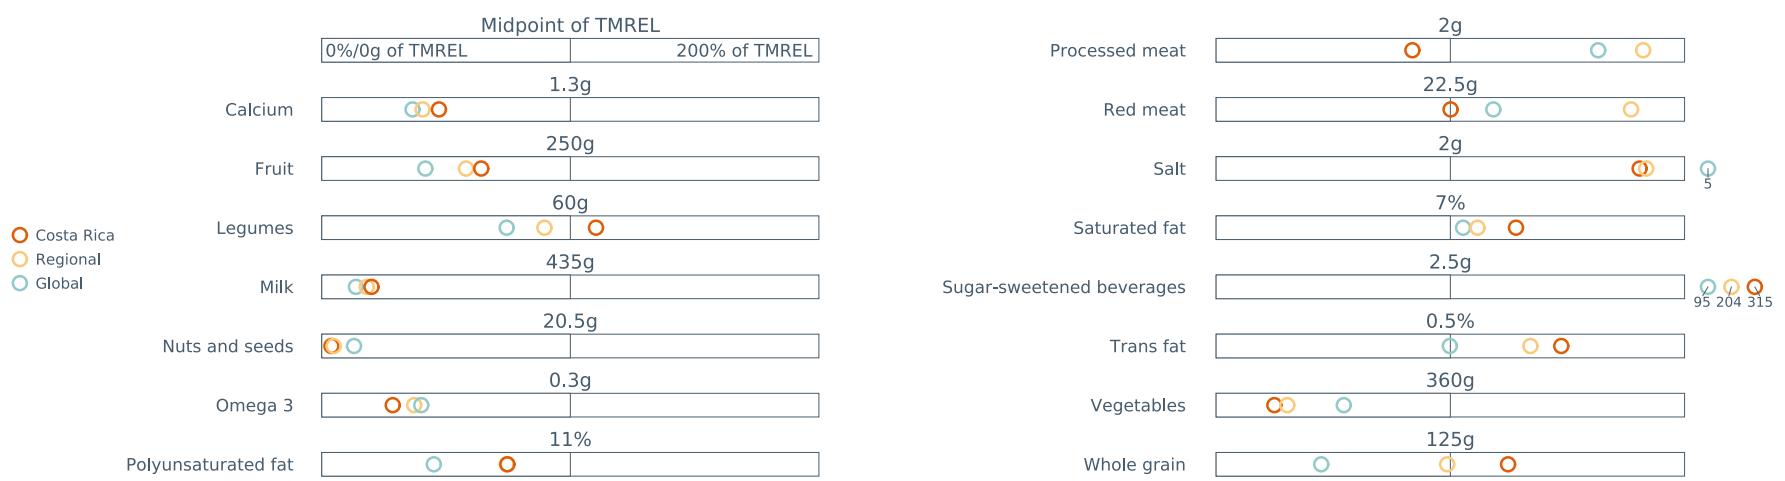 Midpoint of TMREL
0%/0g of TMREL 200% of TMREL
1.3g
Calcium
250g
Fruit
60g
Legumes
435g
Milk
20.5g
Nuts and seeds
0.3g
Omega 3
11%
Polyunsaturated fat
Costa Rica
Regional
Global
2g
Processed meat
22.5g
Red meat
2g
Salt
5
7%
Saturated fat
2.5g
Sugar-sweetened beverages
95 204 315
0.5%
Trans fat
360g
Vegetables
125g
Whole grain